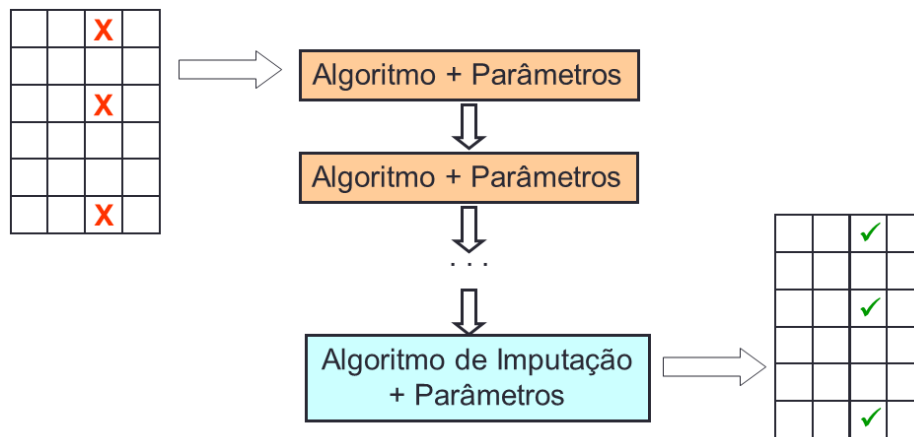 X
Algoritmo + Parâmetros
X
Algoritmo + Parâmetros
X
✓
. . .
✓
Algoritmo de Imputação
+ Parâmetros
✓